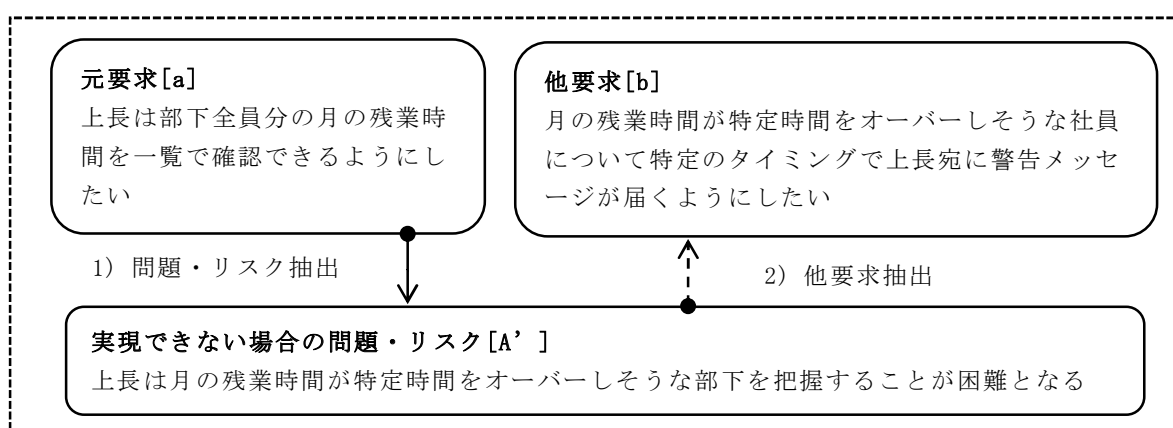 元要求[a]
上長は部下全員分の月の残業時
間を一覧で確認できるようにし
たい
他要求[b]
月の残業時間が特定時間をオーバーしそうな社員
について特定のタイミングで上長宛に警告メッセ
ージが届くようにしたい
1) 問題・リスク抽出
2) 他要求抽出
実現できない場合の問題・リスク[A’]
上長は月の残業時間が特定時間をオーバーしそうな部下を把握することが困難となる